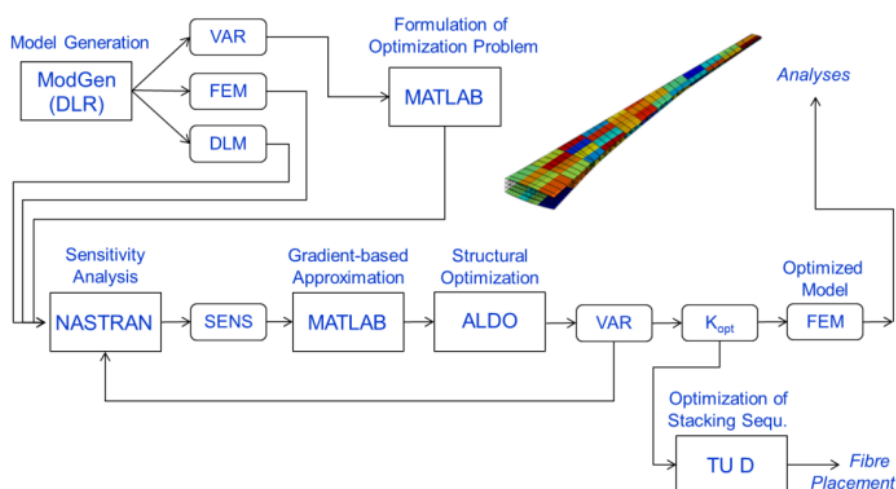 Model Generation
ModGen
(DLR)
VAR
FEM
DLM
Formulation of
Optimization Problem
MATLAB
Analyses
Sensitivity
Analysis
NASTRAN
SENS
Gradient-based
Approximation
MATLAB
Structural
Optimization
ALDO
VAR
Kopt
Optimized
Model
FEM
Optimization of
Stacking Sequ.
TU D
Fibre
Placement